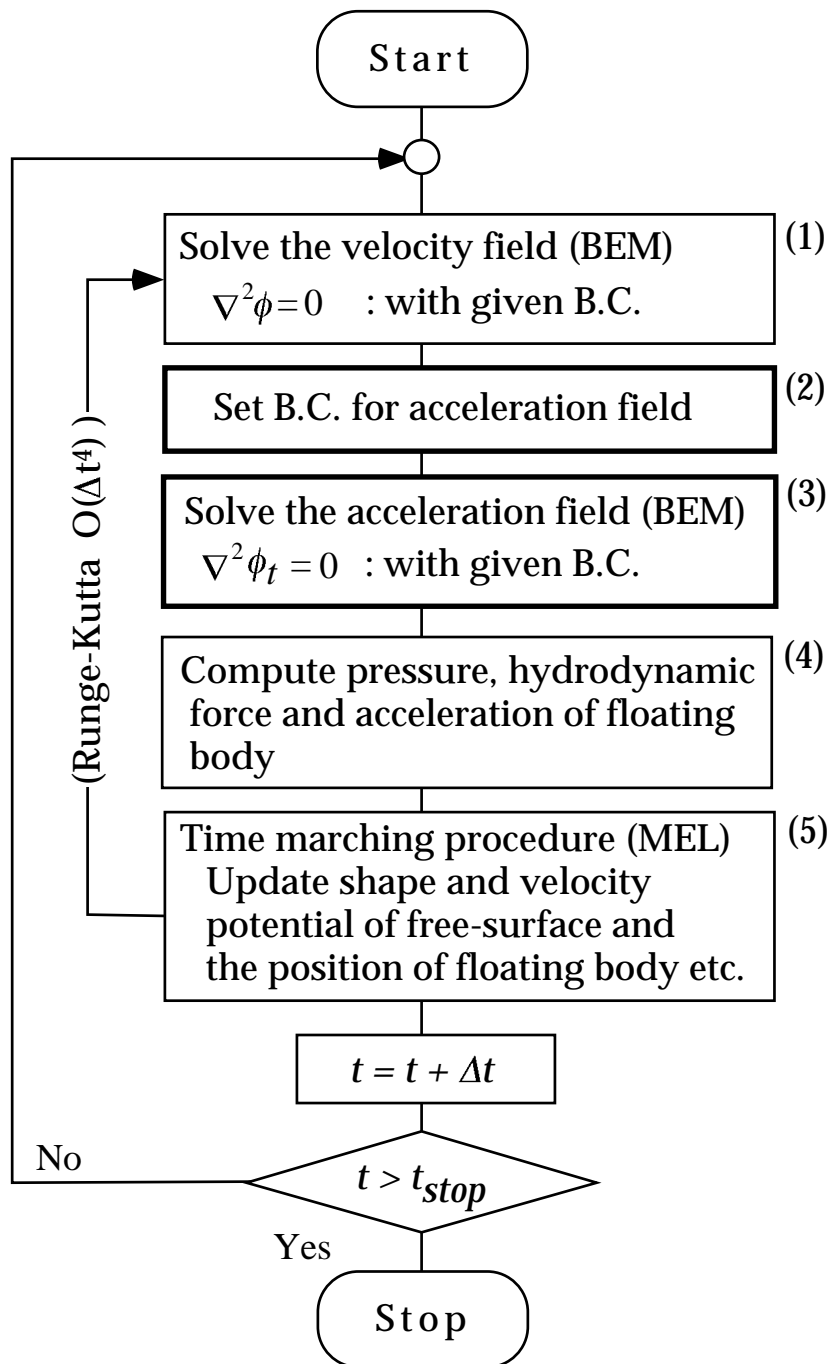 Start
Solve the velocity field (BEM)
∇²ϕ=0 : with given B.C.
(1)
Set B.C. for acceleration field
(2)
Solve the acceleration field (BEM)
∇²ϕₜ=0 : with given B.C.
(3)
Compute pressure, hydrodynamic
force and acceleration of floating
body
(4)
Time marching procedure (MEL)
Update shape and velocity
potential of free-surface and
the position of floating body etc.
(5)
(Runge-Kutta O(Δt⁴) )
t = t + Δt
t > t_stop
No
Yes
Stop